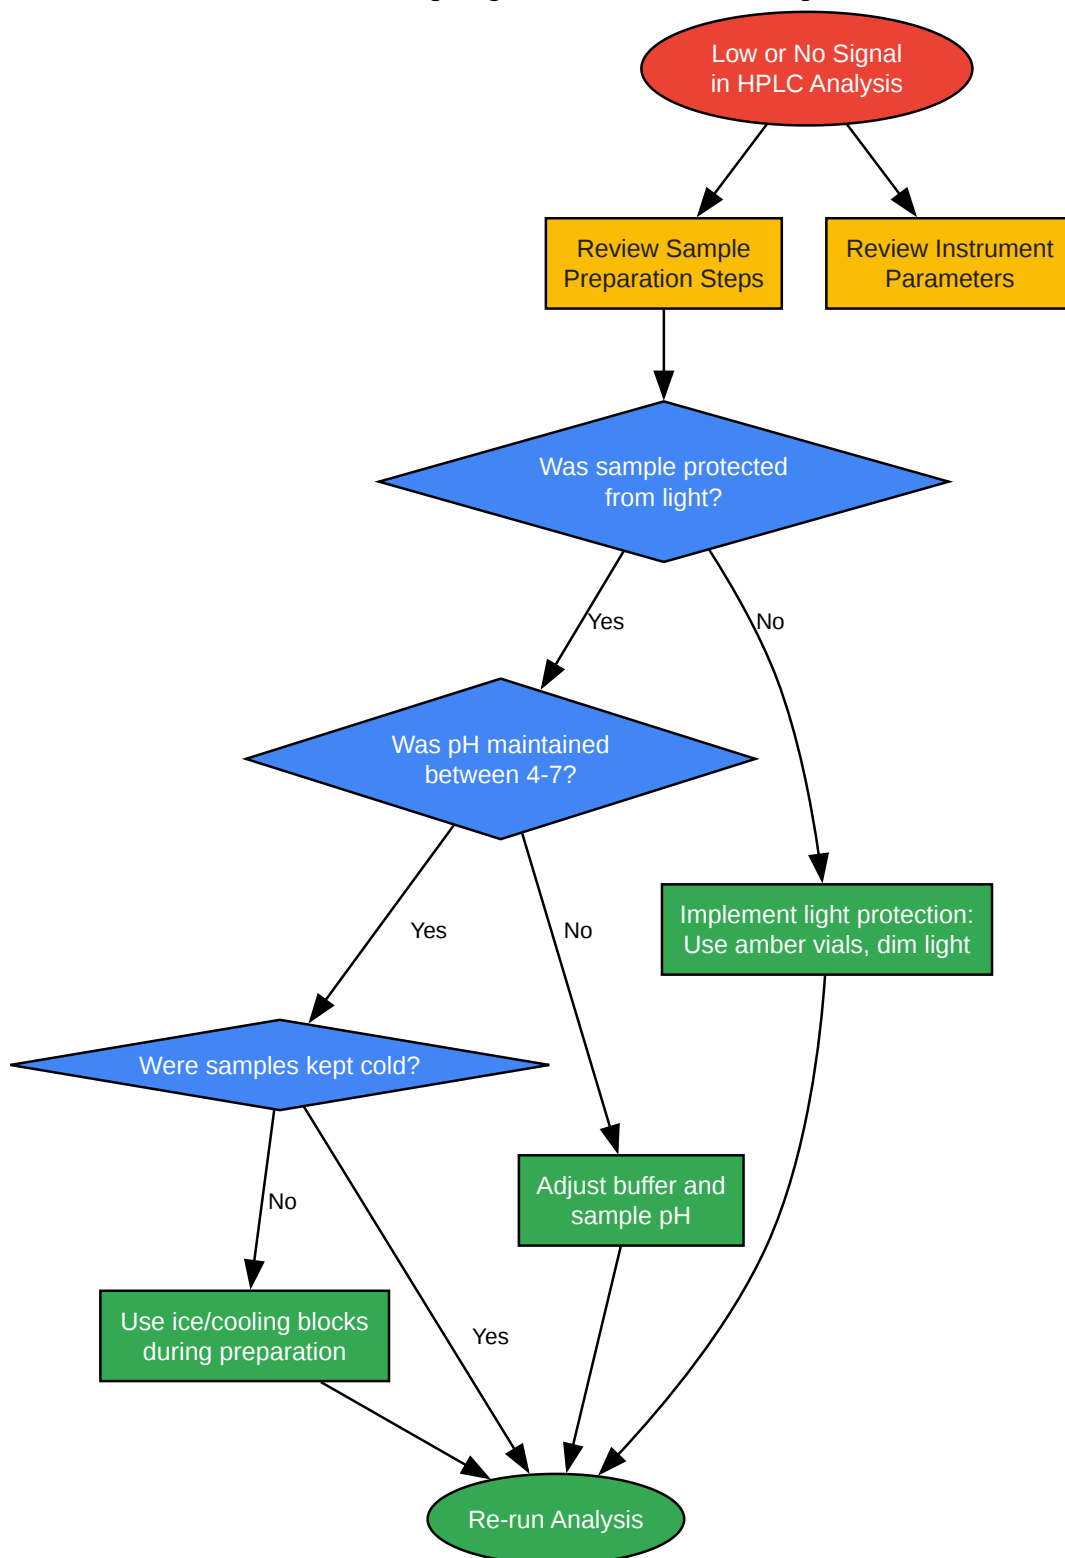 Low or No Signal
in HPLC Analysis
Review Sample
Preparation Steps
Review Instrument
Parameters
Was sample protected
from light?
Yes
No
Was pH maintained
between 4-7?
Implement light protection:
Use amber vials, dim light
Yes
No
Were samples kept cold?
Adjust buffer and
sample pH
No
Use ice/cooling blocks
during preparation
Yes
Re-run Analysis